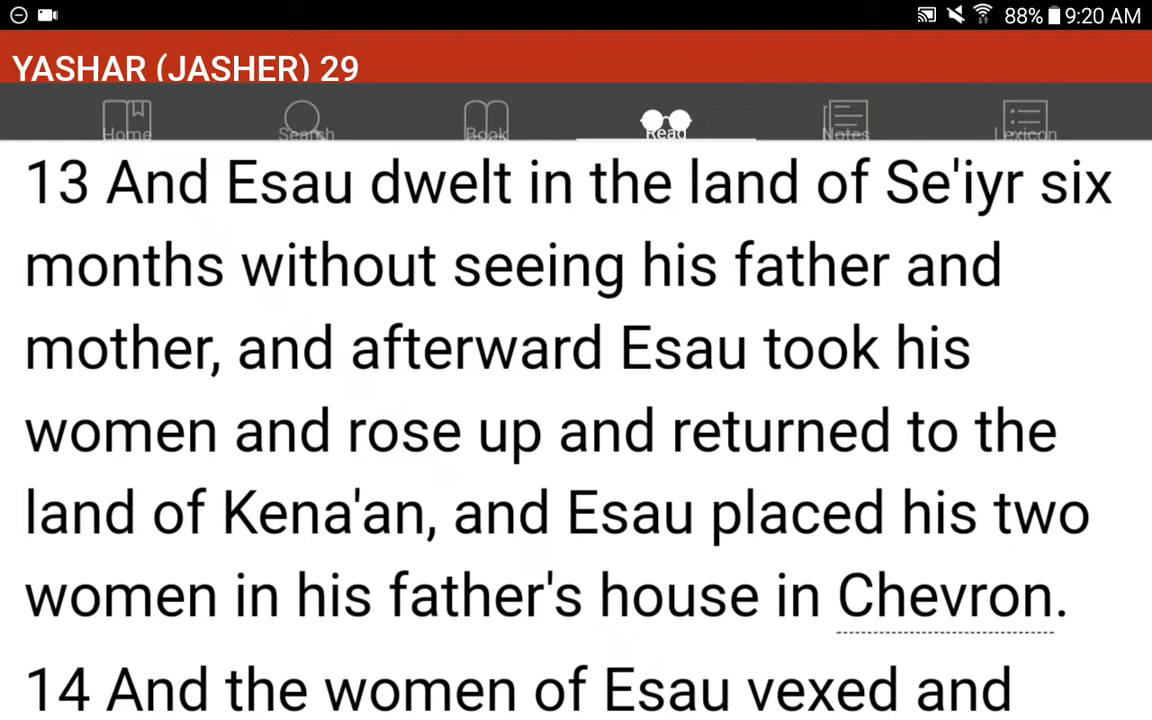 88% 9:20 AM
YASHAR (JASHER) 29
Home Search Book Read Notes Lexicon
13 And Esau dwelt in the land of Se'iyr six
months without seeing his father and
mother, and afterward Esau took his
women and rose up and returned to the
land of Kena'an, and Esau placed his two
women in his father's house in Chevron.
14 And the women of Esau vexed and